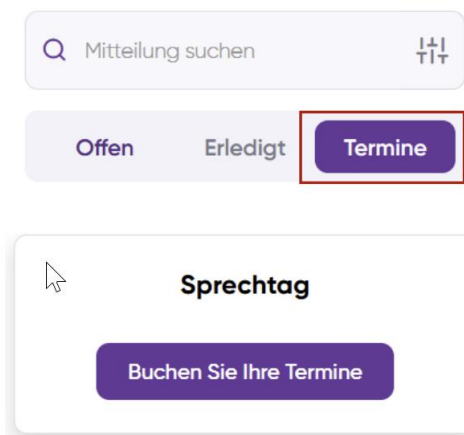 Mitteilung suchen
Offen Erledigt Termine
Sprechtag
Buchen Sie Ihre Termine